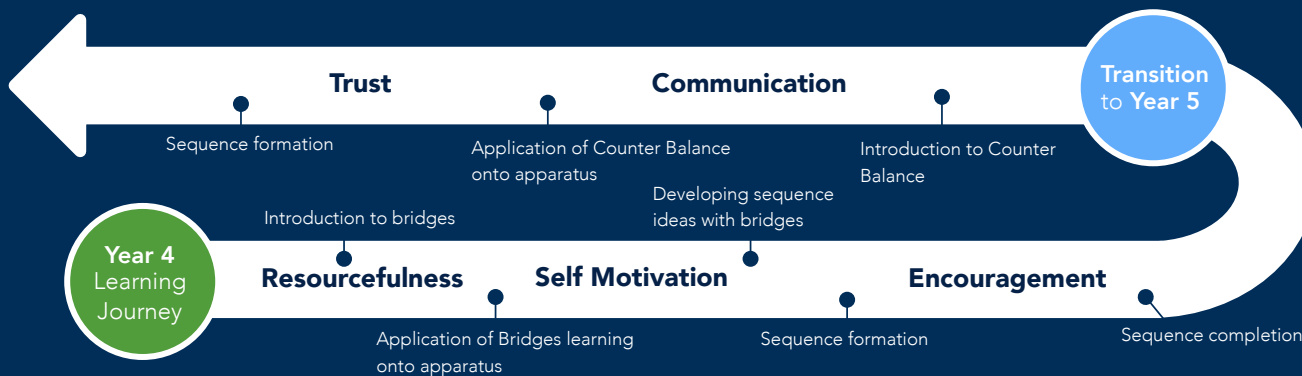 Trust
Communication
Transition
to Year 5
Sequence formation
Application of Counter Balance
onto apparatus
Introduction to Counter
Balance
Developing sequence
ideas with bridges
Introduction to bridges
Year 4
Learning
Journey
Resourcefulness
Self Motivation
Encouragement
Application of Bridges learning
onto apparatus
Sequence formation
Sequence completion